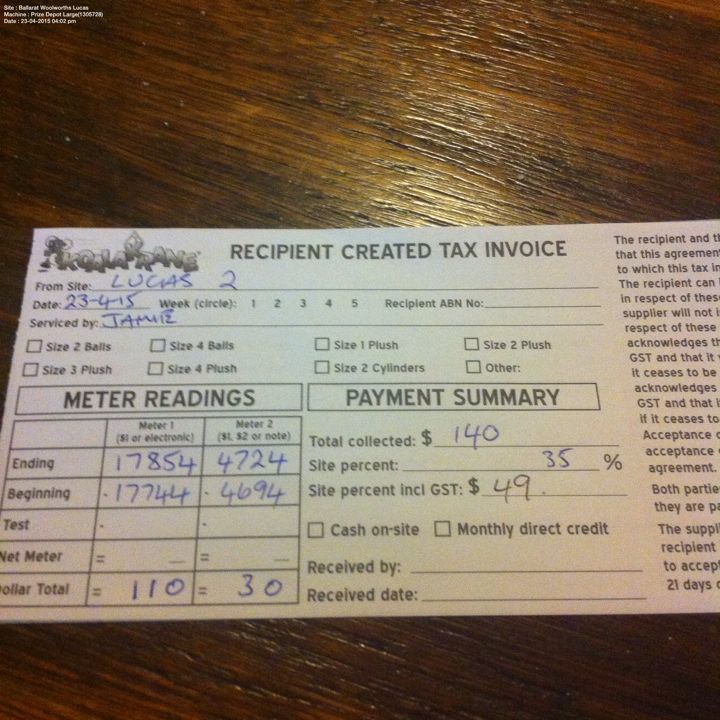 Site : Ballarat Woolworths Lucas
Machine : Prize Depot Large(1305728)
Date : 23-04-2015 04:02 pm
KOALA KRANE
RECIPIENT CREATED TAX INVOICE
From Site: LUCAS 2
Date: 23-4-15 Week (circle): 1 2 3 4 5 Recipient ABN No:
Serviced by: JAMIE
Size 2 Balls Size 4 Balls Size 1 Plush Size 2 Plush
Size 3 Plush Size 4 Plush Size 2 Cylinders Other:
METER READINGS
Meter 1 Meter 2
($1 or electronic) ($1, $2 or note)
Ending 17854 4724
Beginning - 17744 - 4694
Test - -
Net Meter = — = —
Dollar Total = 110 = 30
PAYMENT SUMMARY
Total collected: $ 140
Site percent: 35 %
Site percent incl GST: $ 49.
Cash on-site Monthly direct credit
Received by:
Received date:
The recipient and th
that this agreement
to which this tax in
The recipient can
in respect of these
supplier will not i
respect of these
acknowledges th
GST and that it
it ceases to be
acknowledges
GST and that i
if it ceases to
Acceptance
acceptance
agreement.
Both partie
they are pa
The suppl
recipient
to accep
21 days